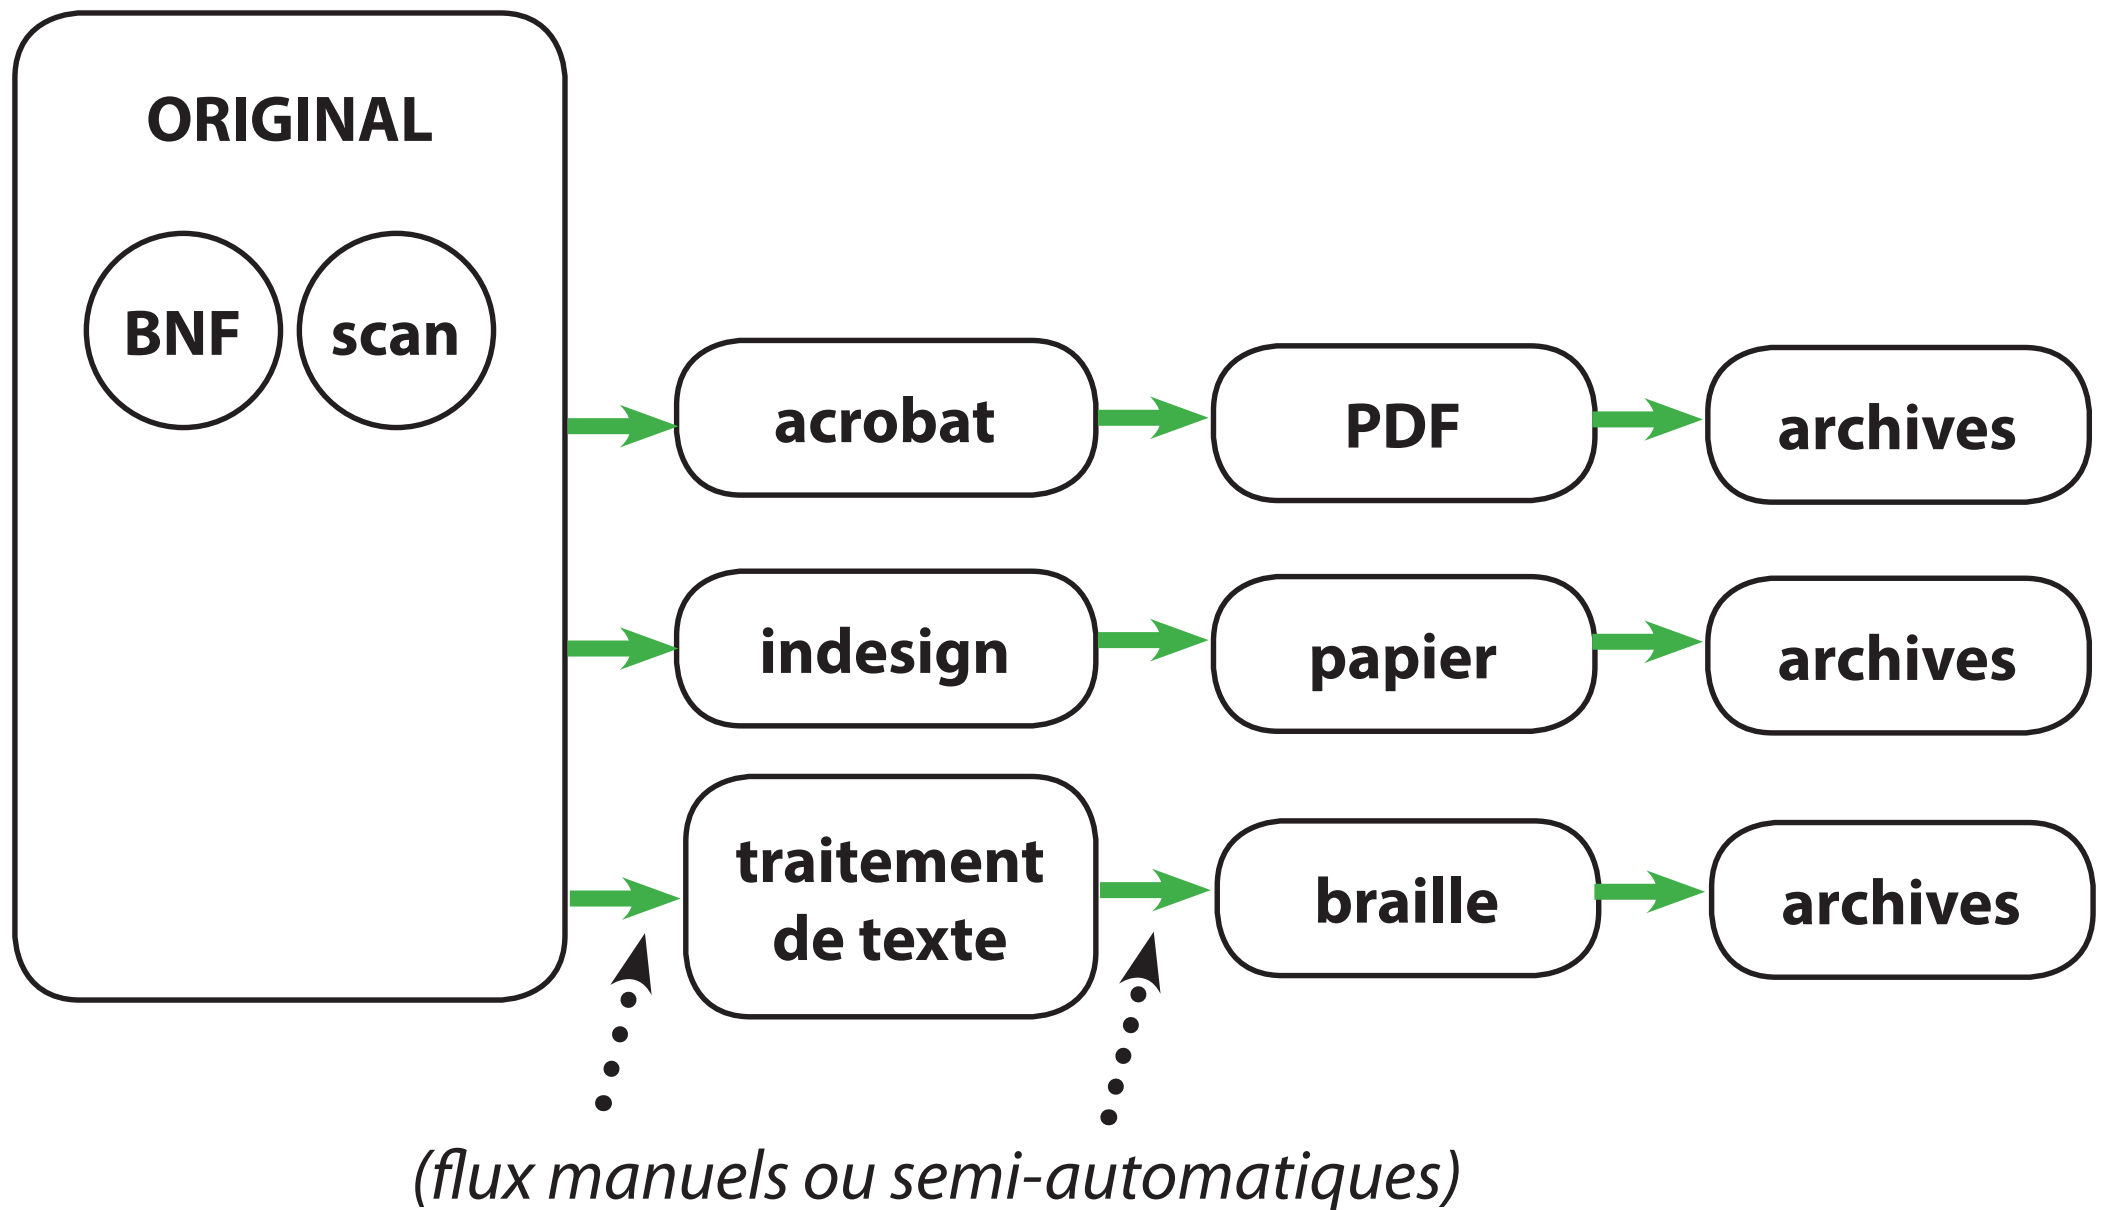 ORIGINAL
BNF
scan
acrobat
PDF
archives
indesign
papier
archives
traitement
de texte
braille
archives
(flux manuels ou semi-automatiques)